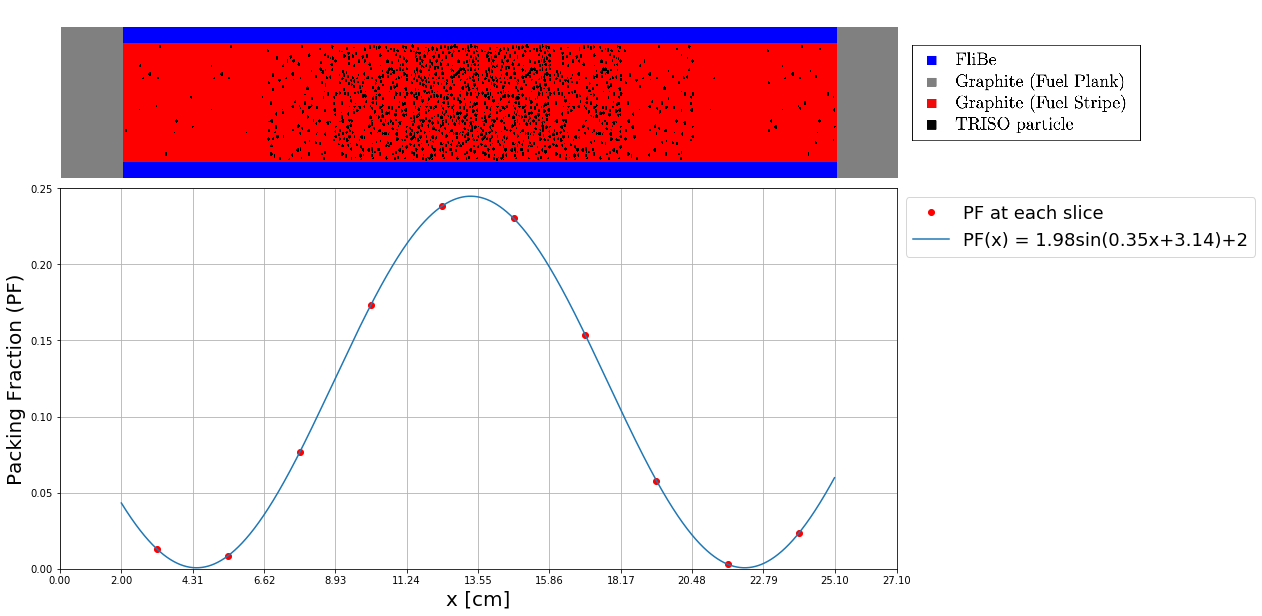 FliBe
Graphite (Fuel Plank)
Graphite (Fuel Stripe)
TRISO particle
PF at each slice
PF(x) = 1.98sin(0.35x+3.14)+2
Packing Fraction (PF)
0.25
0.20
0.15
0.10
0.05
0.00
0.00 2.00 4.31 6.62 8.93 11.24 13.55 15.86 18.17 20.48 22.79 25.10 27.10
x [cm]